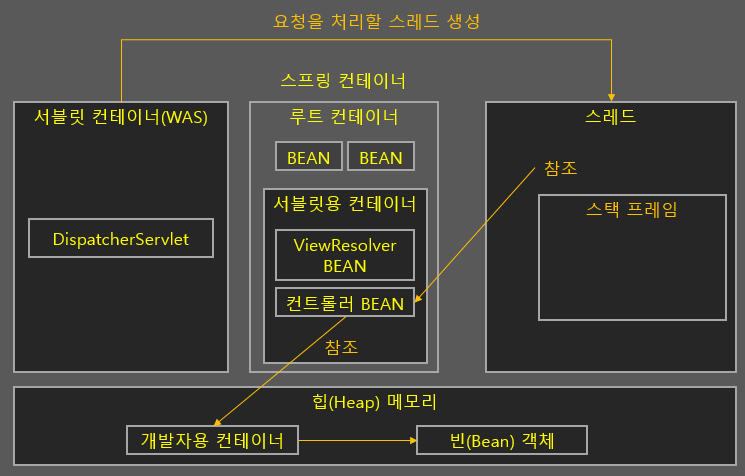 요청을 처리할 스레드 생성
스프링 컨테이너
서블릿 컨테이너(WAS)
DispatcherServlet
루트 컨테이너
BEAN
BEAN
서블릿용 컨테이너
ViewResolver
BEAN
컨트롤러 BEAN
참조
스레드
참조
스택 프레임
힙(Heap) 메모리
개발자용 컨테이너
빈(Bean) 객체